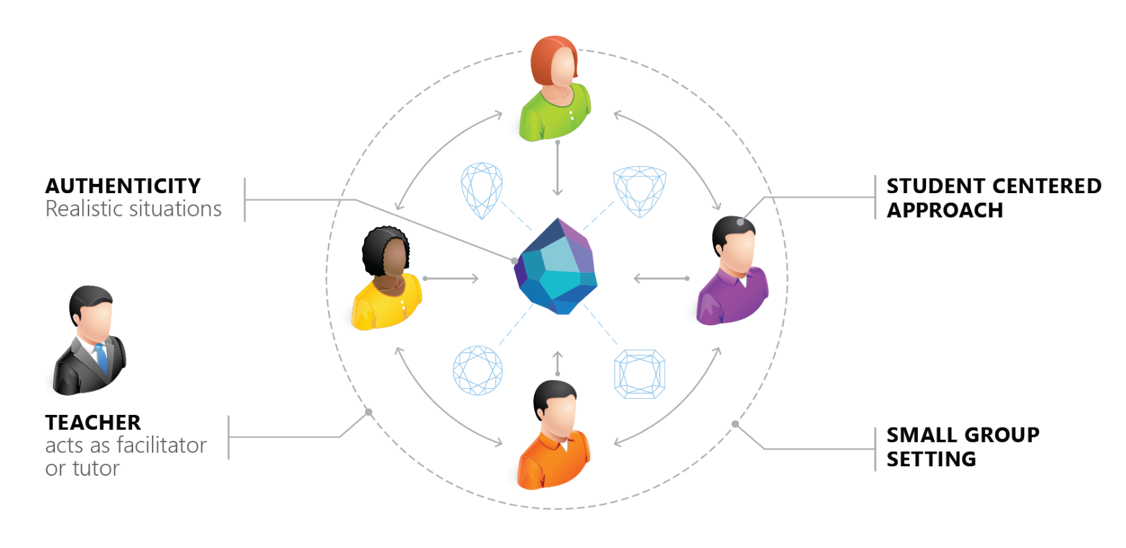 AUTHENTICITY
Realistic situations
TEACHER
acts as facilitator
or tutor
STUDENT CENTERED
APPROACH
SMALL GROUP
SETTING